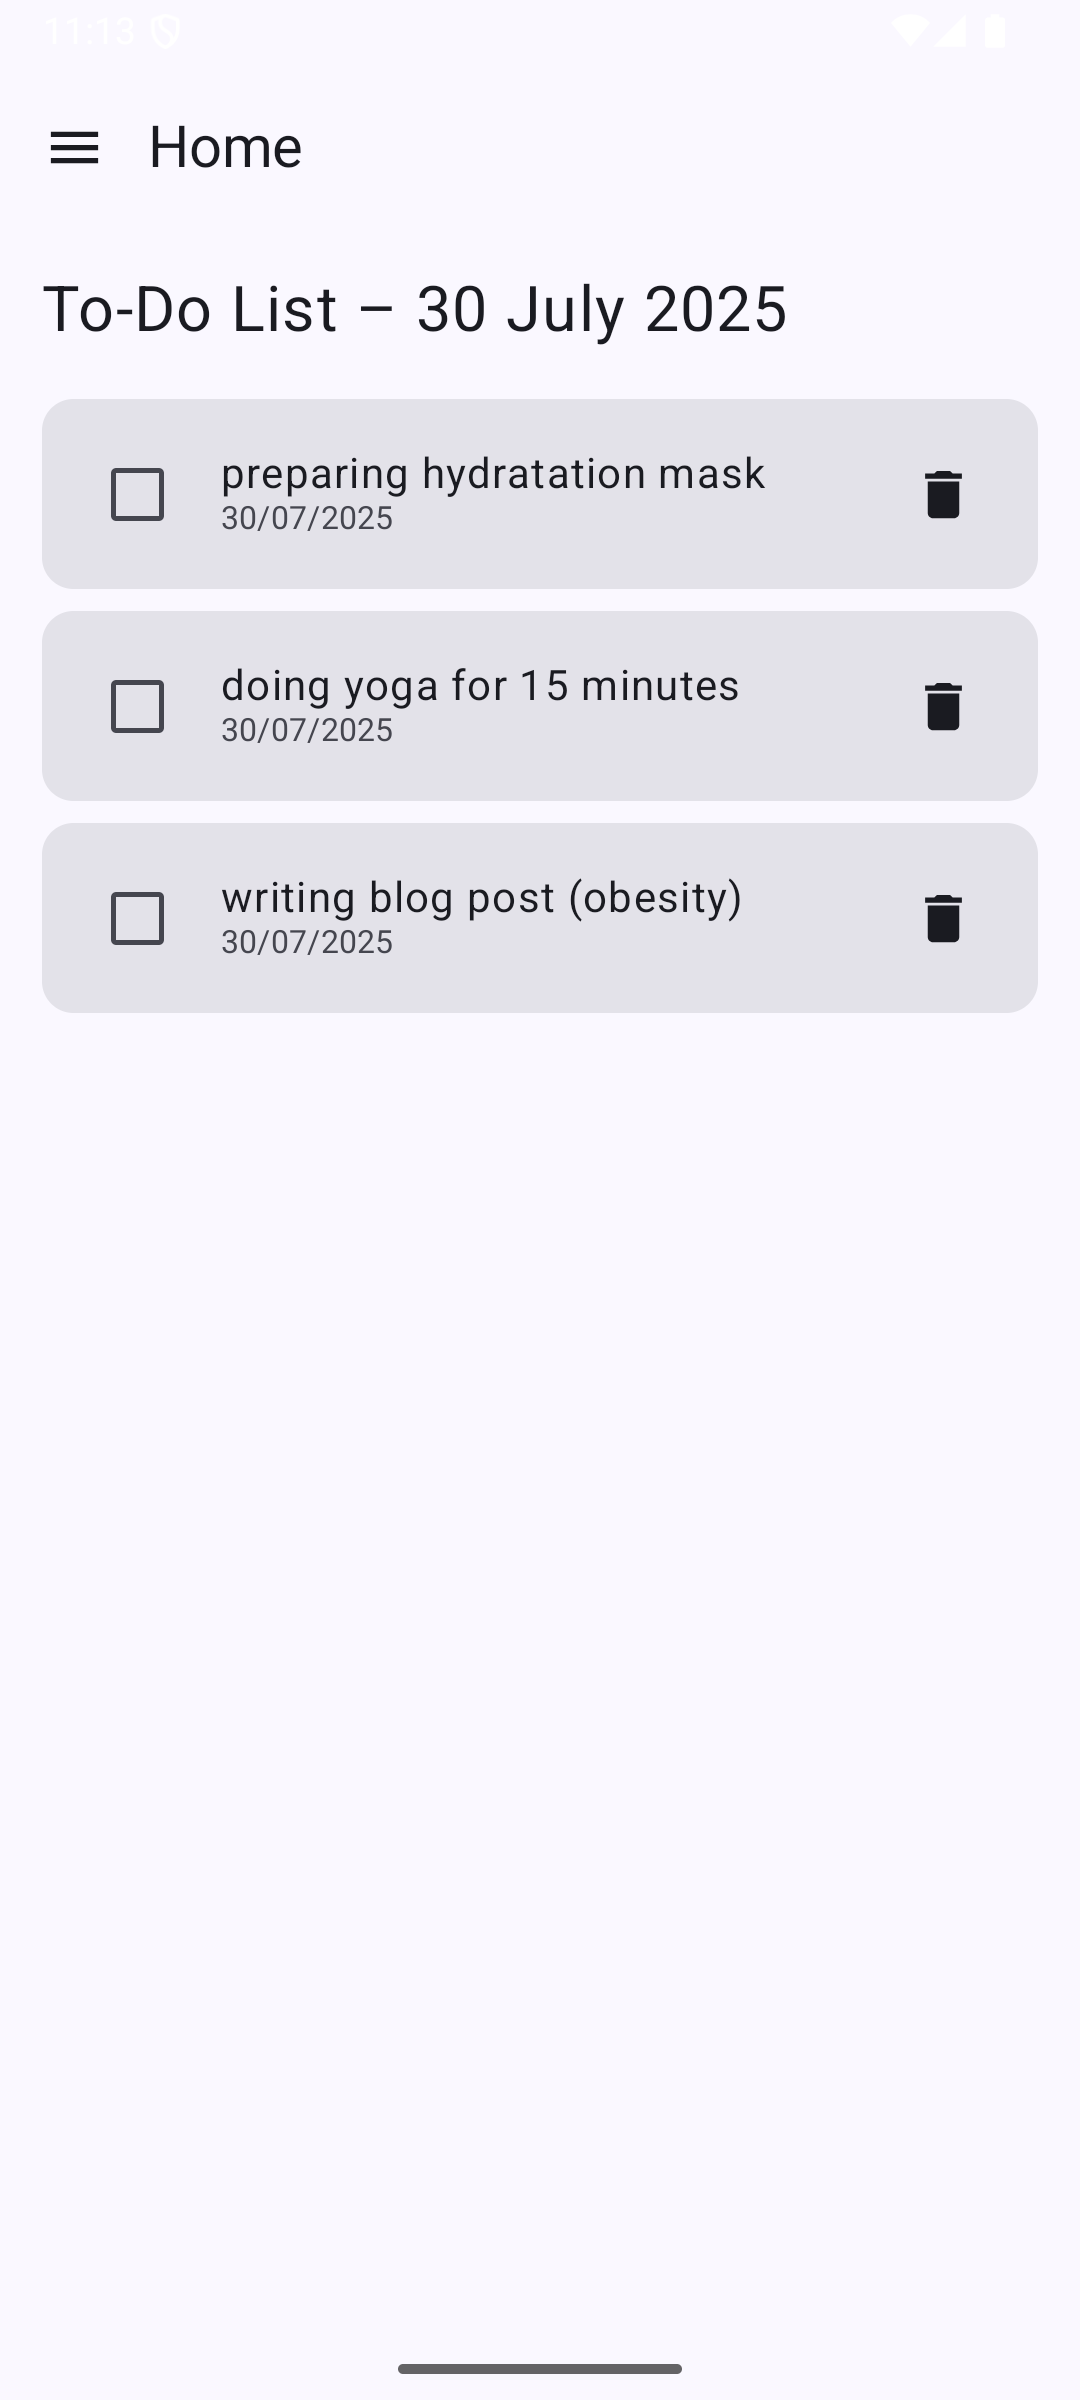 11:13
Home
To-Do List – 30 July 2025
preparing hydratation mask
30/07/2025
doing yoga for 15 minutes
30/07/2025
writing blog post (obesity)
30/07/2025